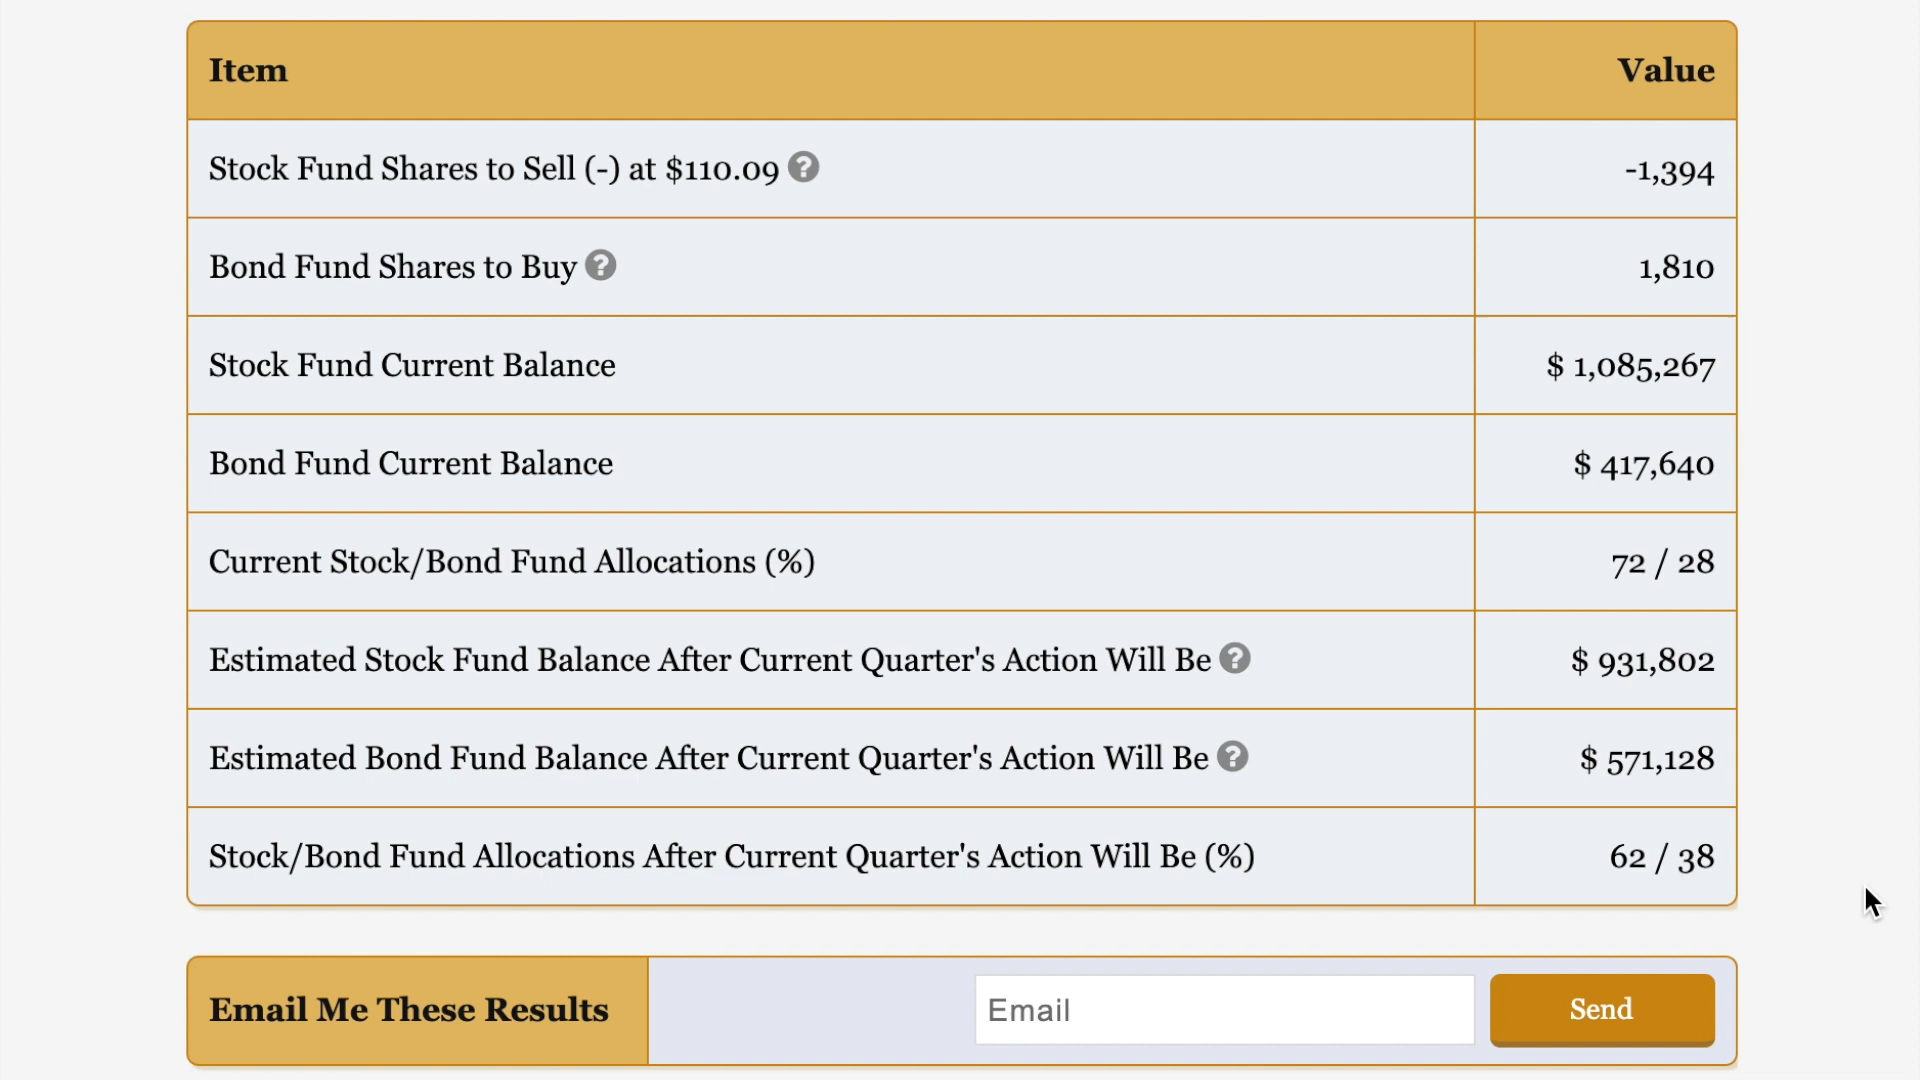 Item Value
Stock Fund Shares to Sell (-) at $110.09 ? -1,394
Bond Fund Shares to Buy ? 1,810
Stock Fund Current Balance $ 1,085,267
Bond Fund Current Balance $ 417,640
Current Stock/Bond Fund Allocations (%) 72 / 28
Estimated Stock Fund Balance After Current Quarter's Action Will Be ? $ 931,802
Estimated Bond Fund Balance After Current Quarter's Action Will Be ? $ 571,128
Stock/Bond Fund Allocations After Current Quarter's Action Will Be (%) 62 / 38
Email Me These Results Email Send